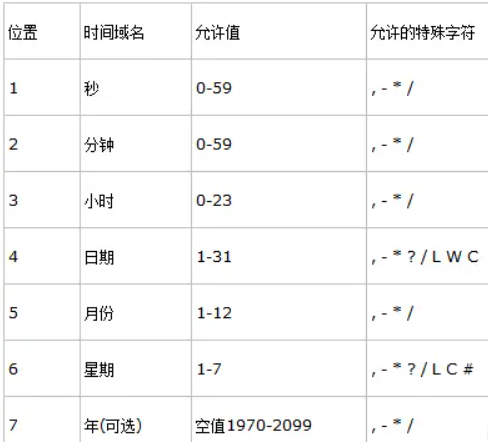 位置 时间域名 允许值 允许的特殊字符
1 秒 0-59 , - * /
2 分钟 0-59 , - * /
3 小时 0-23 , - * /
4 日期 1-31 , - * ? / L W C
5 月份 1-12 , - * /
6 星期 1-7 , - * ? / L C #
7 年(可选) 空值1970-2099 , - * /